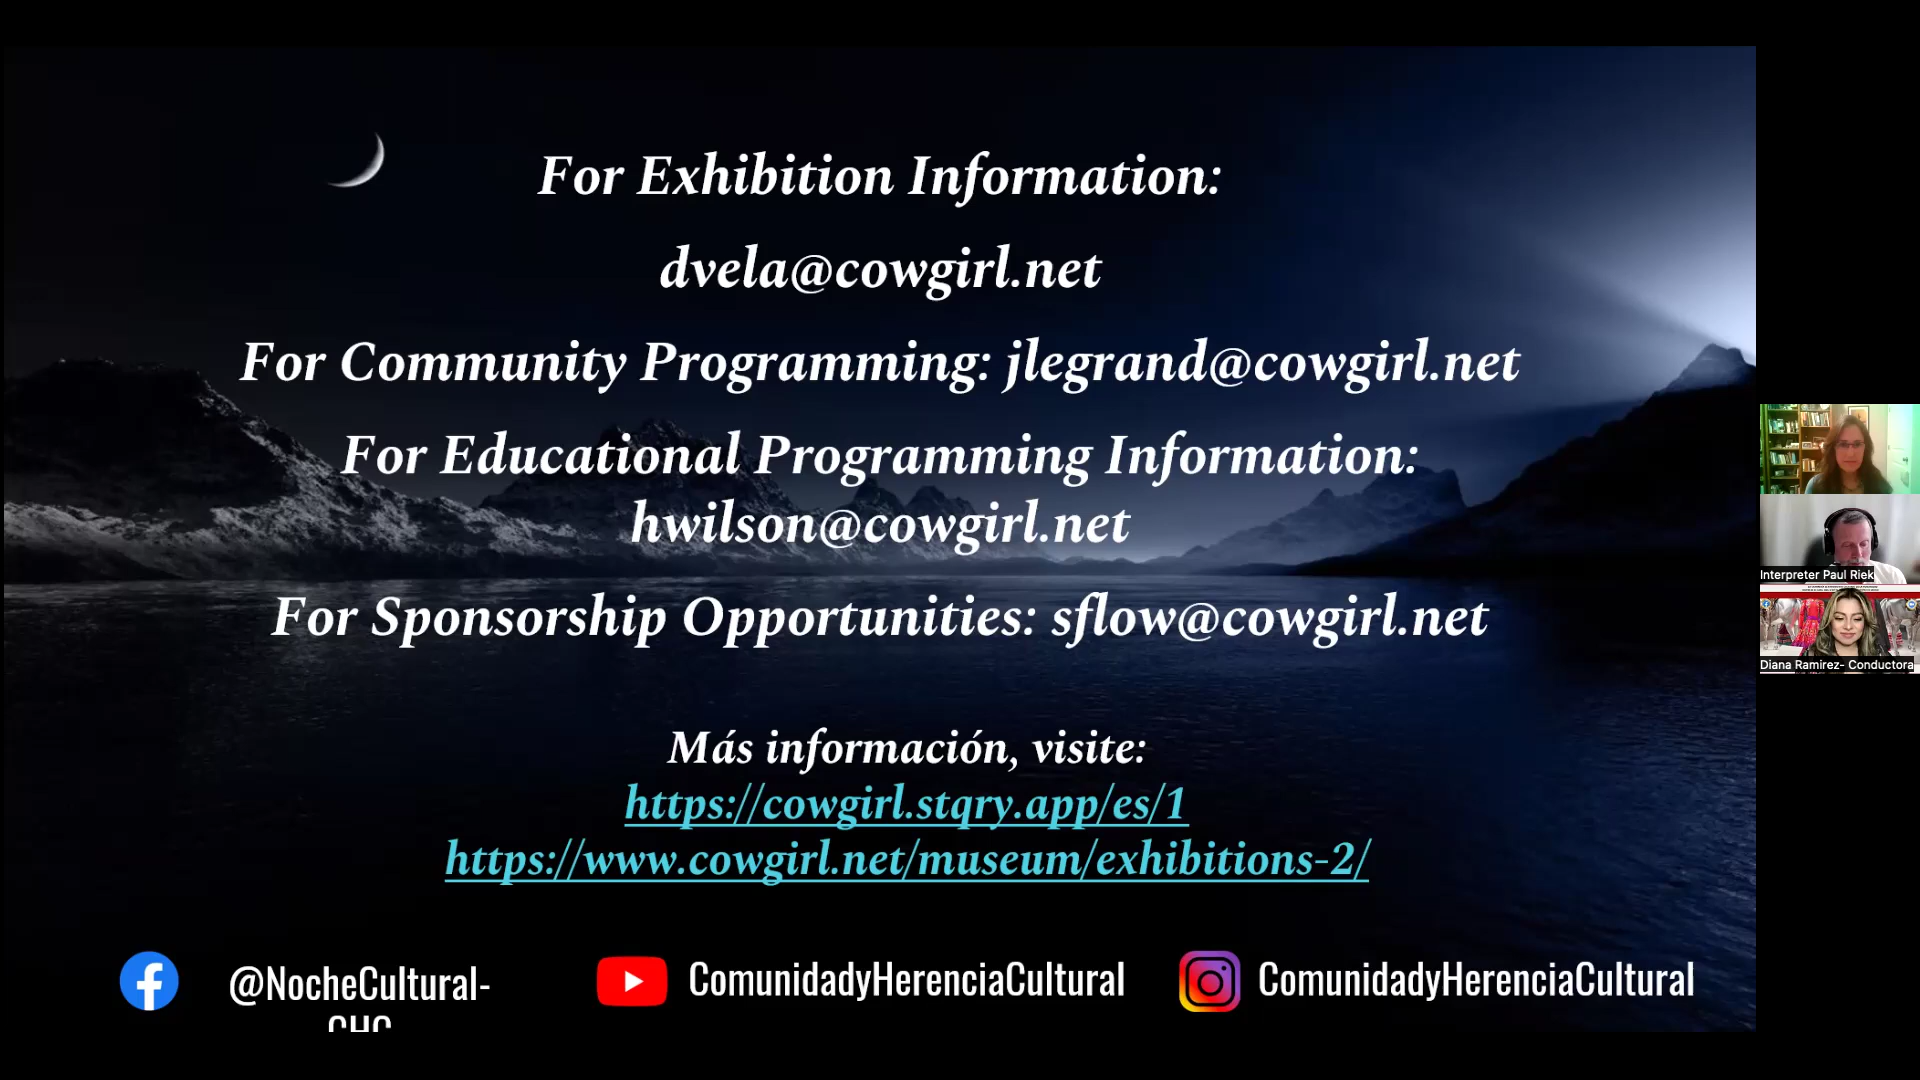 For Exhibition Information:
dvela@cowgirl.net
For Community Programming: jlegrand@cowgirl.net
For Educational Programming Information:
hwilson@cowgirl.net
For Sponsorship Opportunities: sflow@cowgirl.net
Más información, visite:
https://cowgirl.stqry.app/es/1
https://www.cowgirl.net/museum/exhibitions-2/
@NocheCultural-
CHC
ComunidadyHerenciaCultural
ComunidadyHerenciaCultural
Interpreter Paul Riek
Diana Ramirez- Conductora